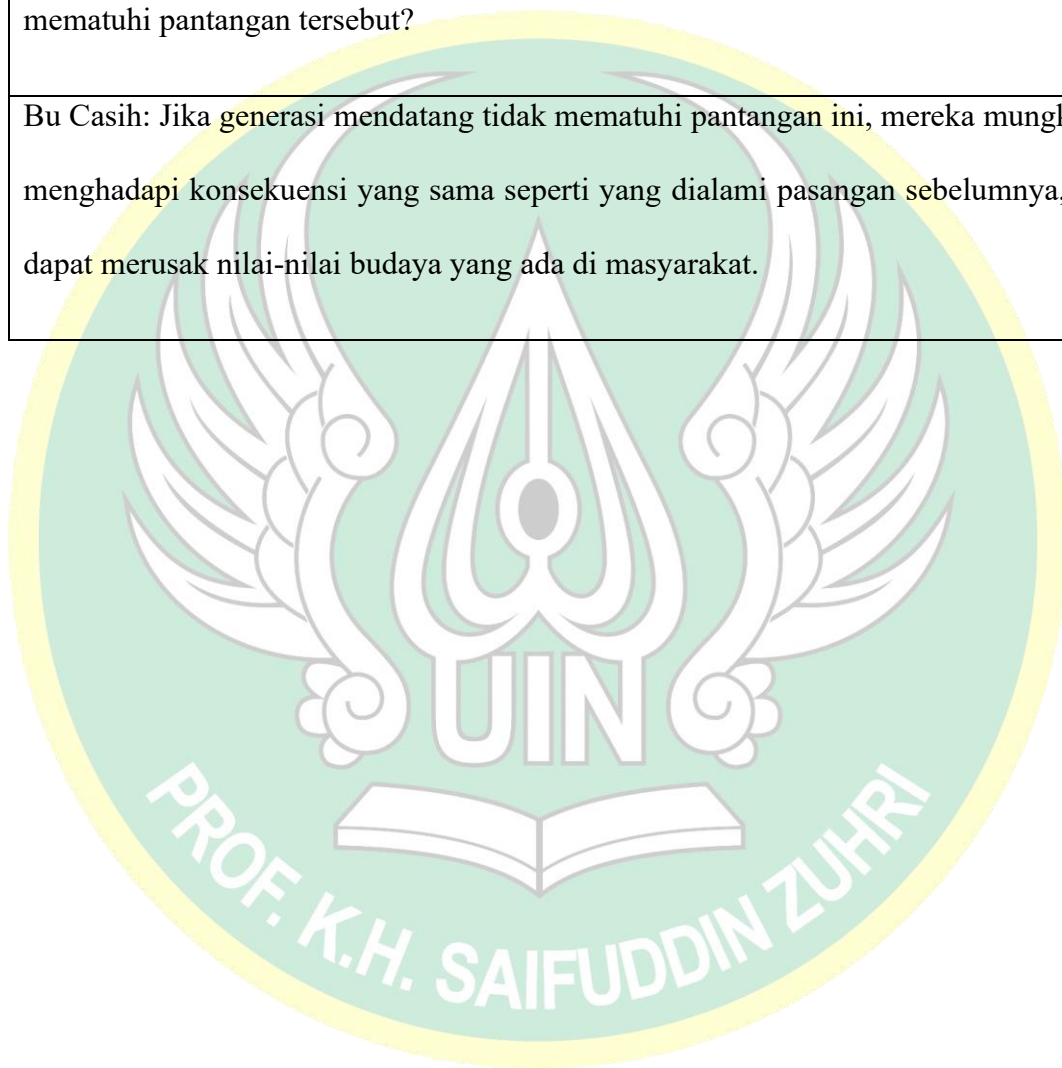 mematuhi pantangan tersebut?
Bu Casih: Jika generasi mendatang tidak mematuhi pantangan ini, mereka mungk
menghadapi konsekuensi yang sama seperti yang dialami pasangan sebelumnya,
dapat merusak nilai-nilai budaya yang ada di masyarakat.
UIN
PROF. K.H. SAIFUDDIN ZUHRI